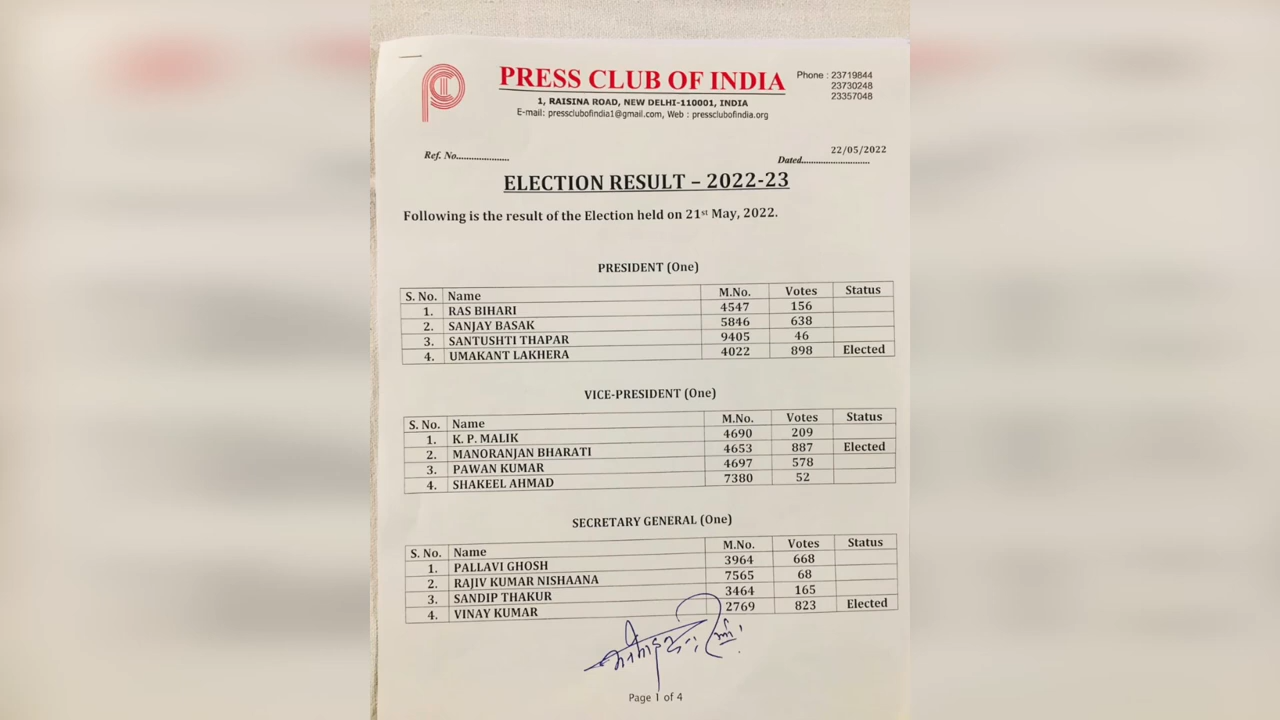 PRESS CLUB OF INDIA
1, RAISINA ROAD, NEW DELHI-110001, INDIA
E-mail: pressclubofindia1@gmail.com, Web : pressclubofindia.org
Phone : 23719844
23730248
23357048
Ref. No.....................
22/05/2022
Dated............................
ELECTION RESULT – 2022-23
Following is the result of the Election held on 21st May, 2022.
PRESIDENT (One)
S. No. Name M.No. Votes Status
1. RAS BIHARI 4547 156
2. SANJAY BASAK 5846 638
3. SANTUSHTI THAPAR 9405 46
4. UMAKANT LAKHERA 4022 898 Elected
VICE-PRESIDENT (One)
S. No. Name M.No. Votes Status
1. K. P. MALIK 4690 209
2. MANORANJAN BHARATI 4653 887 Elected
3. PAWAN KUMAR 4697 578
4. SHAKEEL AHMAD 7380 52
SECRETARY GENERAL (One)
S. No. Name M.No. Votes Status
1. PALLAVI GHOSH 3964 668
2. RAJIV KUMAR NISHAANA 7565 68
3. SANDIP THAKUR 3464 165
4. VINAY KUMAR 2769 823 Elected
Page 1 of 4